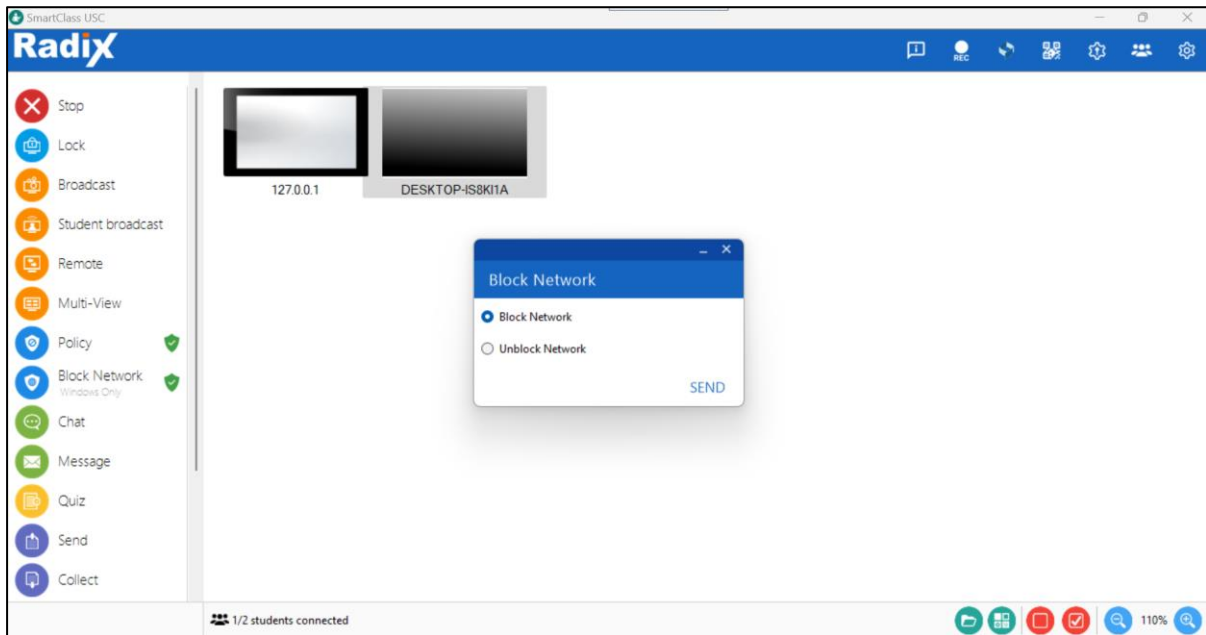 SmartClass USC
Radix
REC
Stop
Lock
Broadcast
Student broadcast
Remote
Multi-View
Policy
Block Network
Windows Only
Chat
Message
Quiz
Send
Collect
127.0.0.1
DESKTOP-IS8KI1A
Block Network
Block Network
Unblock Network
SEND
1/2 students connected
110%